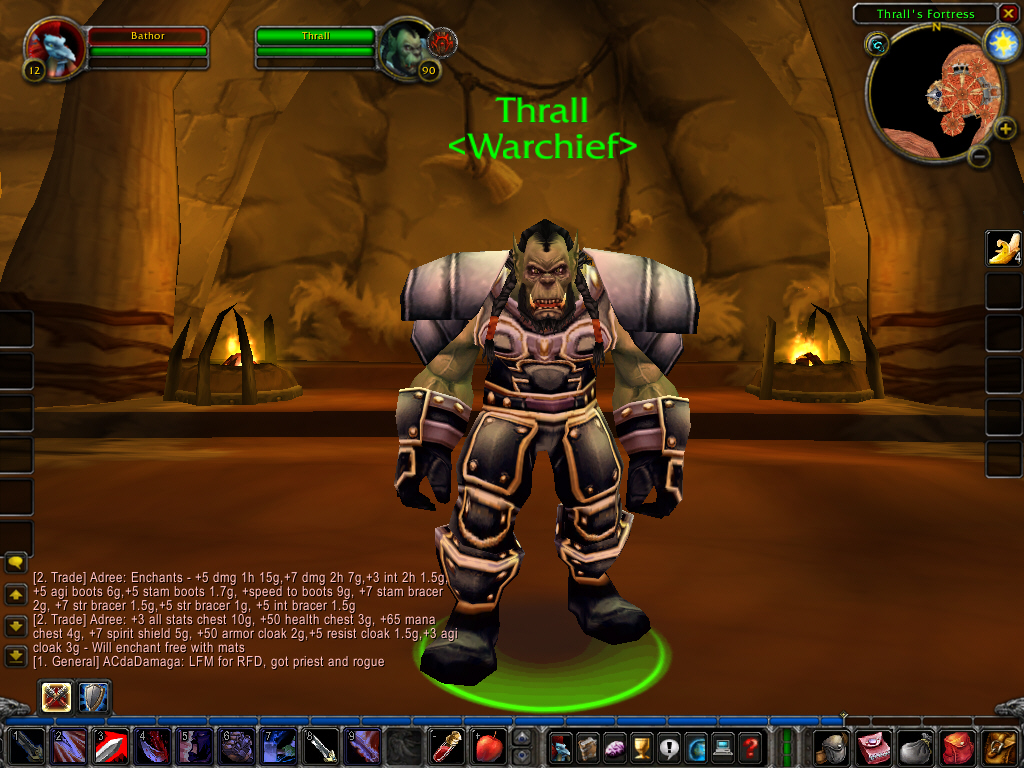 Bathor
12
Thrall
90
Thrall's Fortress
N
Thrall
<Warchief>
4
[2. Trade] Adree: Enchants - +5 dmg 1h 15g,+7 dmg 2h 7g,+3 int 2h 1.5g,
+5 agi boots 6g,+5 stam boots 1.7g, +speed to boots 9g, +7 stam bracer
2g, +7 str bracer 1.5g,+5 str bracer 1g, +5 int bracer 1.5g
[2. Trade] Adree: +3 all stats chest 10g, +50 health chest 3g, +65 mana
chest 4g, +7 spirit shield 5g, +50 armor cloak 2g,+5 resist cloak 1.5g,+3 agi
cloak 3g - Will enchant free with mats
[1. General] ACdaDamaga: LFM for RFD, got priest and rogue
1 2 3 4 5 6 7 8 9 - +